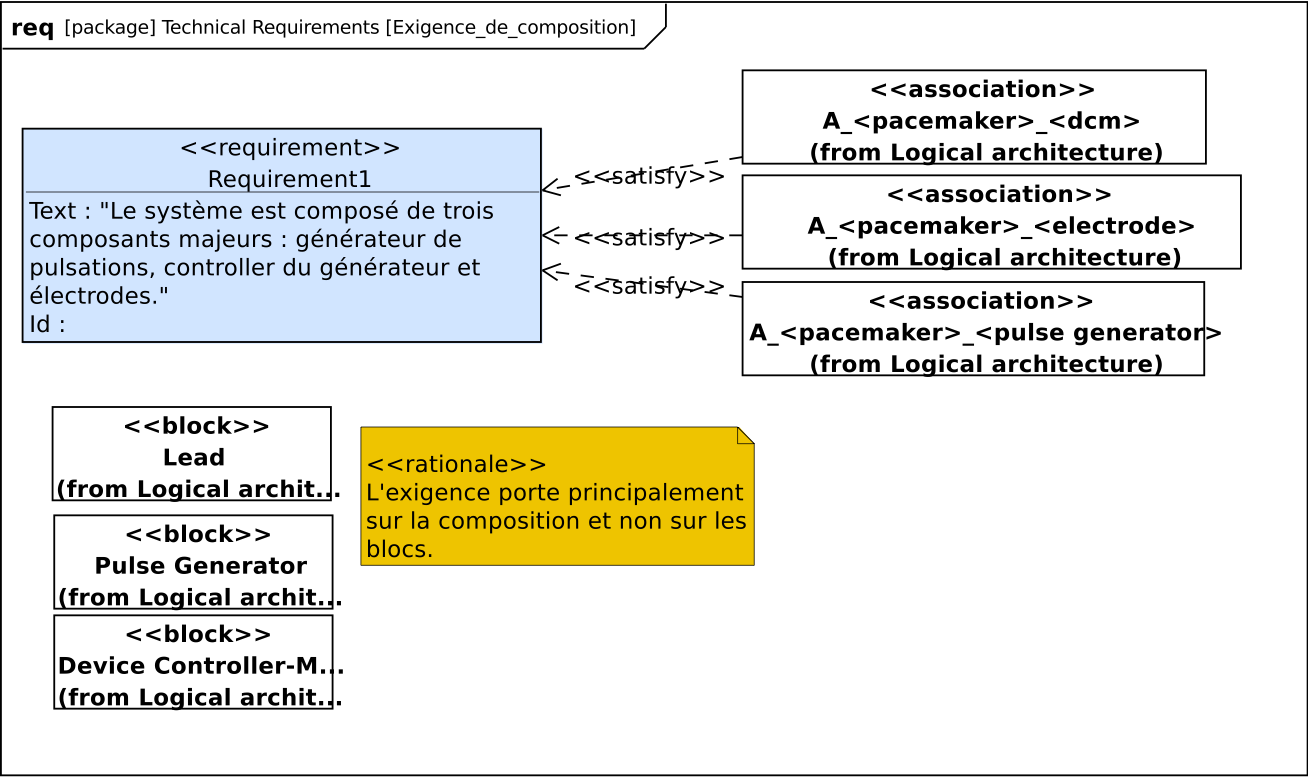 req [package] Technical Requirements [Exigence_de_composition]
<<requirement>>
Requirement1
Text : "Le système est composé de trois
composants majeurs : générateur de
pulsations, controller du générateur et
électrodes."
Id :
<<satisfy>>
<<satisfy>>
<<satisfy>>
<<association>>
A_<pacemaker>_<dcm>
(from Logical architecture)
<<association>>
A_<pacemaker>_<electrode>
(from Logical architecture)
<<association>>
A_<pacemaker>_<pulse generator>
(from Logical architecture)
<<block>>
Lead
(from Logical archit...
<<block>>
Pulse Generator
(from Logical archit...
<<block>>
Device Controller-M...
(from Logical archit...
<<rationale>>
L'exigence porte principalement
sur la composition et non sur les
blocs.